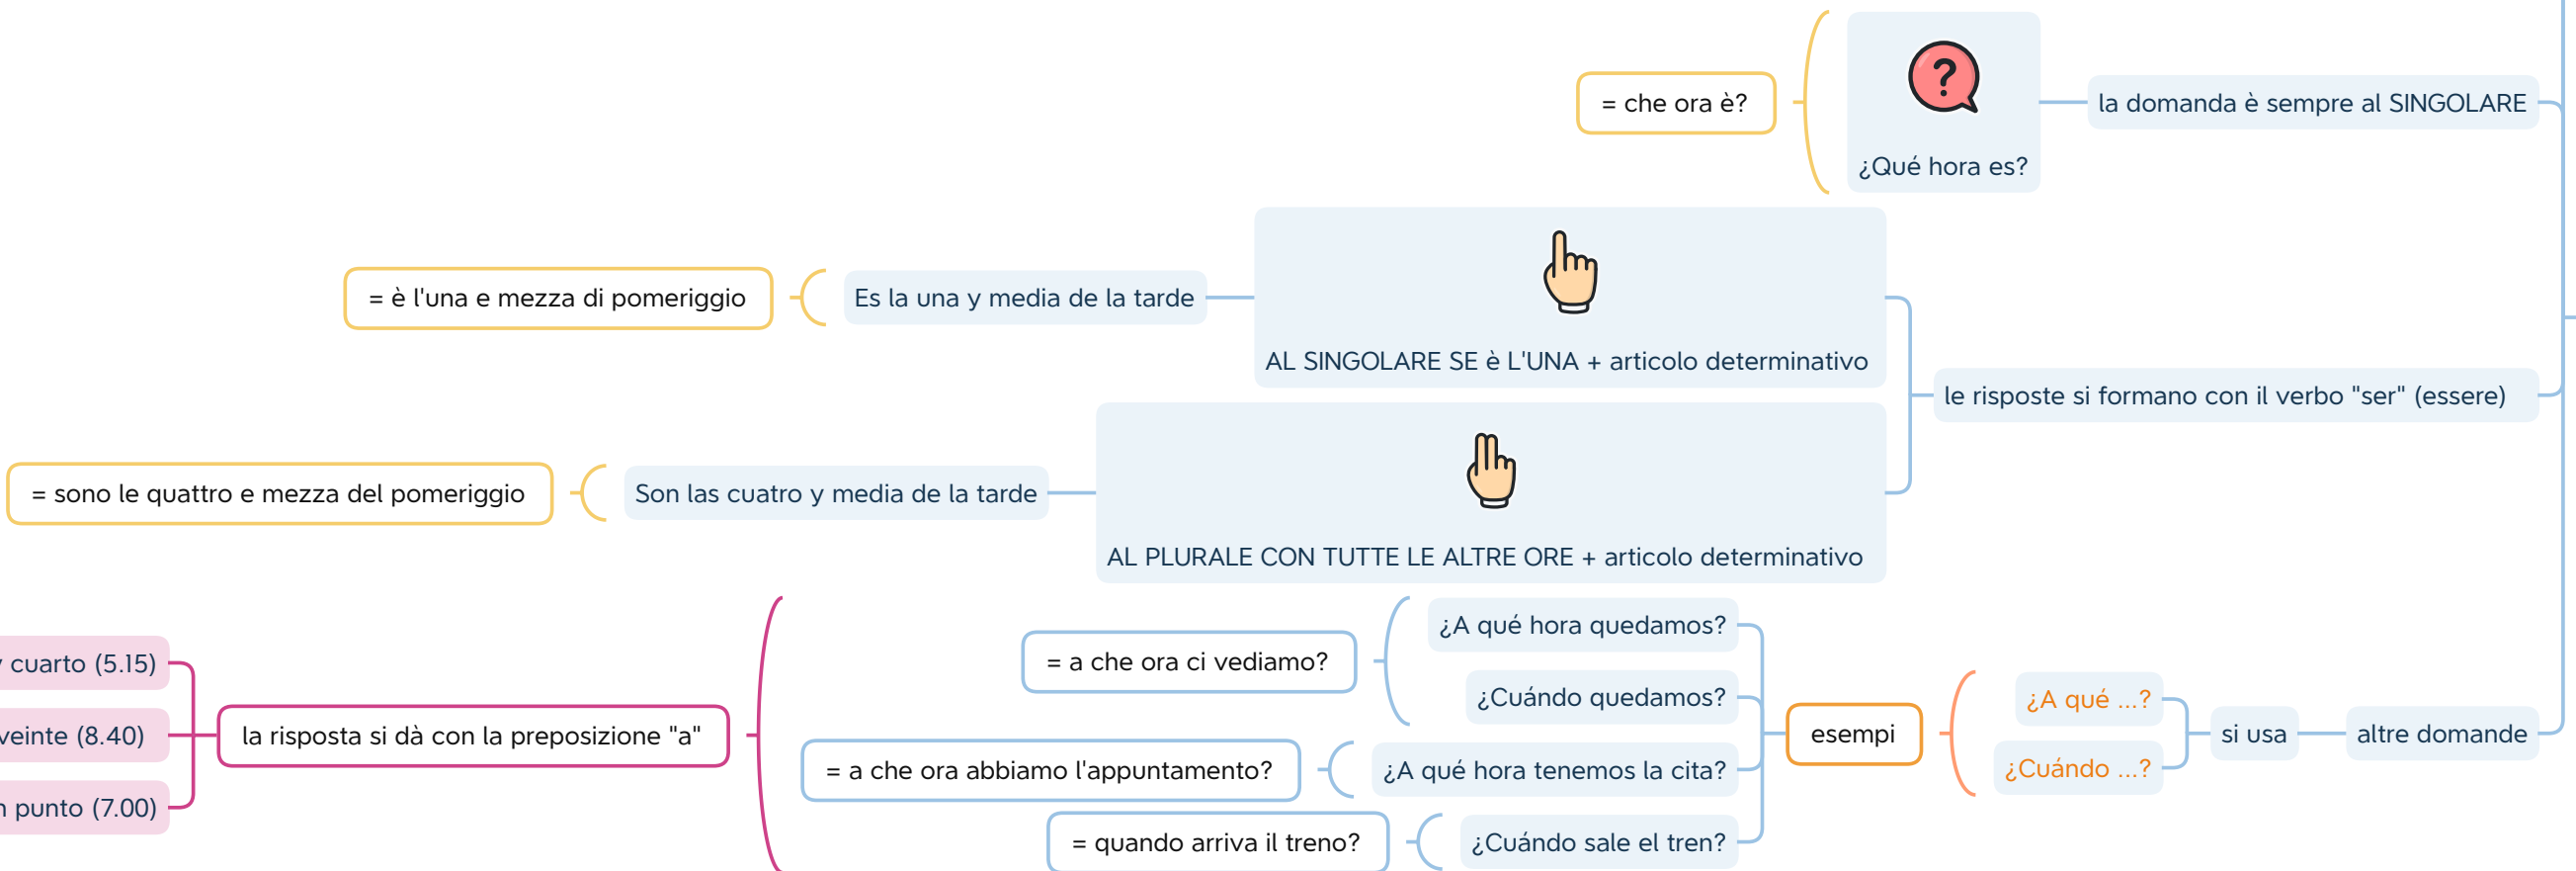 la domanda è sempre al SINGOLARE
?
¿Qué hora es?
= che ora è?
le risposte si formano con il verbo "ser" (essere)
AL SINGOLARE SE è L'UNA + articolo determinativo
Es la una y media de la tarde
= è l'una e mezza di pomeriggio
AL PLURALE CON TUTTE LE ALTRE ORE + articolo determinativo
Son las cuatro y media de la tarde
= sono le quattro e mezza del pomeriggio
altre domande
si usa
¿A qué ...?
¿Cuándo ...?
esempi
¿A qué hora quedamos?
¿Cuándo quedamos?
= a che ora ci vediamo?
¿A qué hora tenemos la cita?
= a che ora abbiamo l'appuntamento?
¿Cuándo sale el tren?
= quando arriva il treno?
la risposta si dà con la preposizione "a"
cuarto (5.15)
veinte (8.40)
punto (7.00)